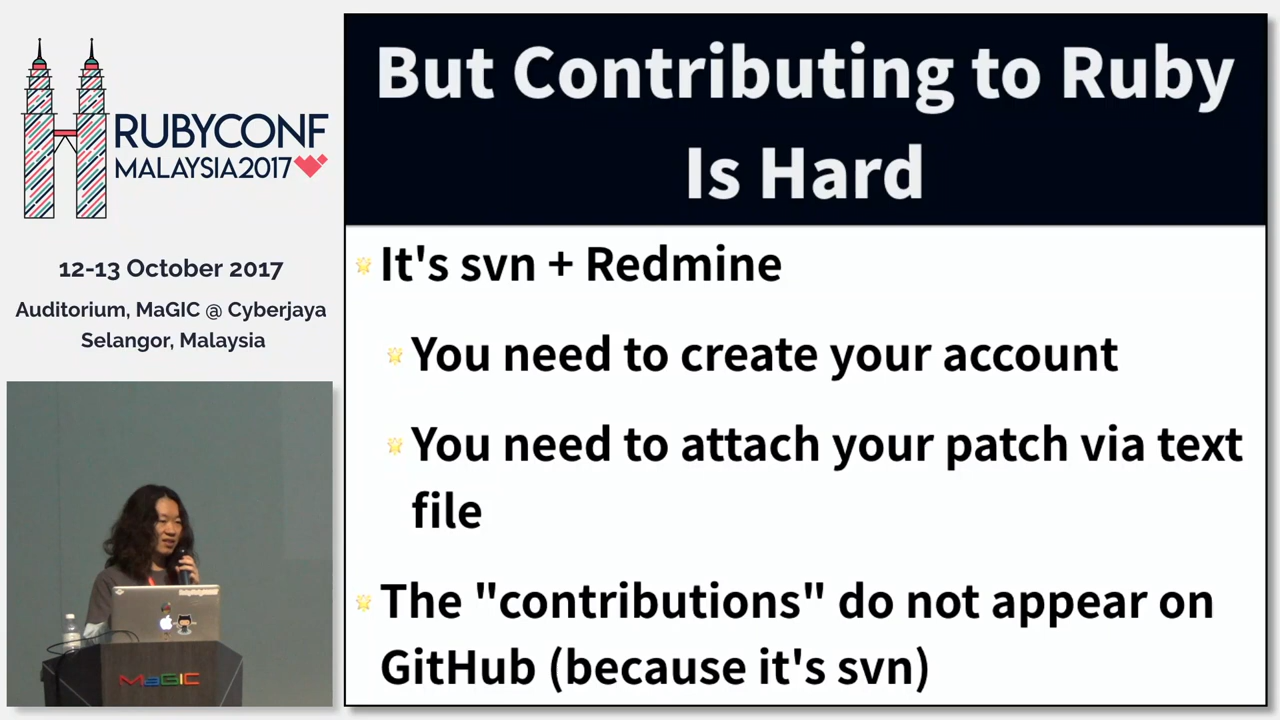 RUBYCONF
MALAYSIA2017
12-13 October 2017
Auditorium, MaGIC @ Cyberjaya
Selangor, Malaysia
MaGIC
But Contributing to Ruby
Is Hard
It's svn + Redmine
You need to create your account
You need to attach your patch via text
file
The "contributions" do not appear on
GitHub (because it's svn)